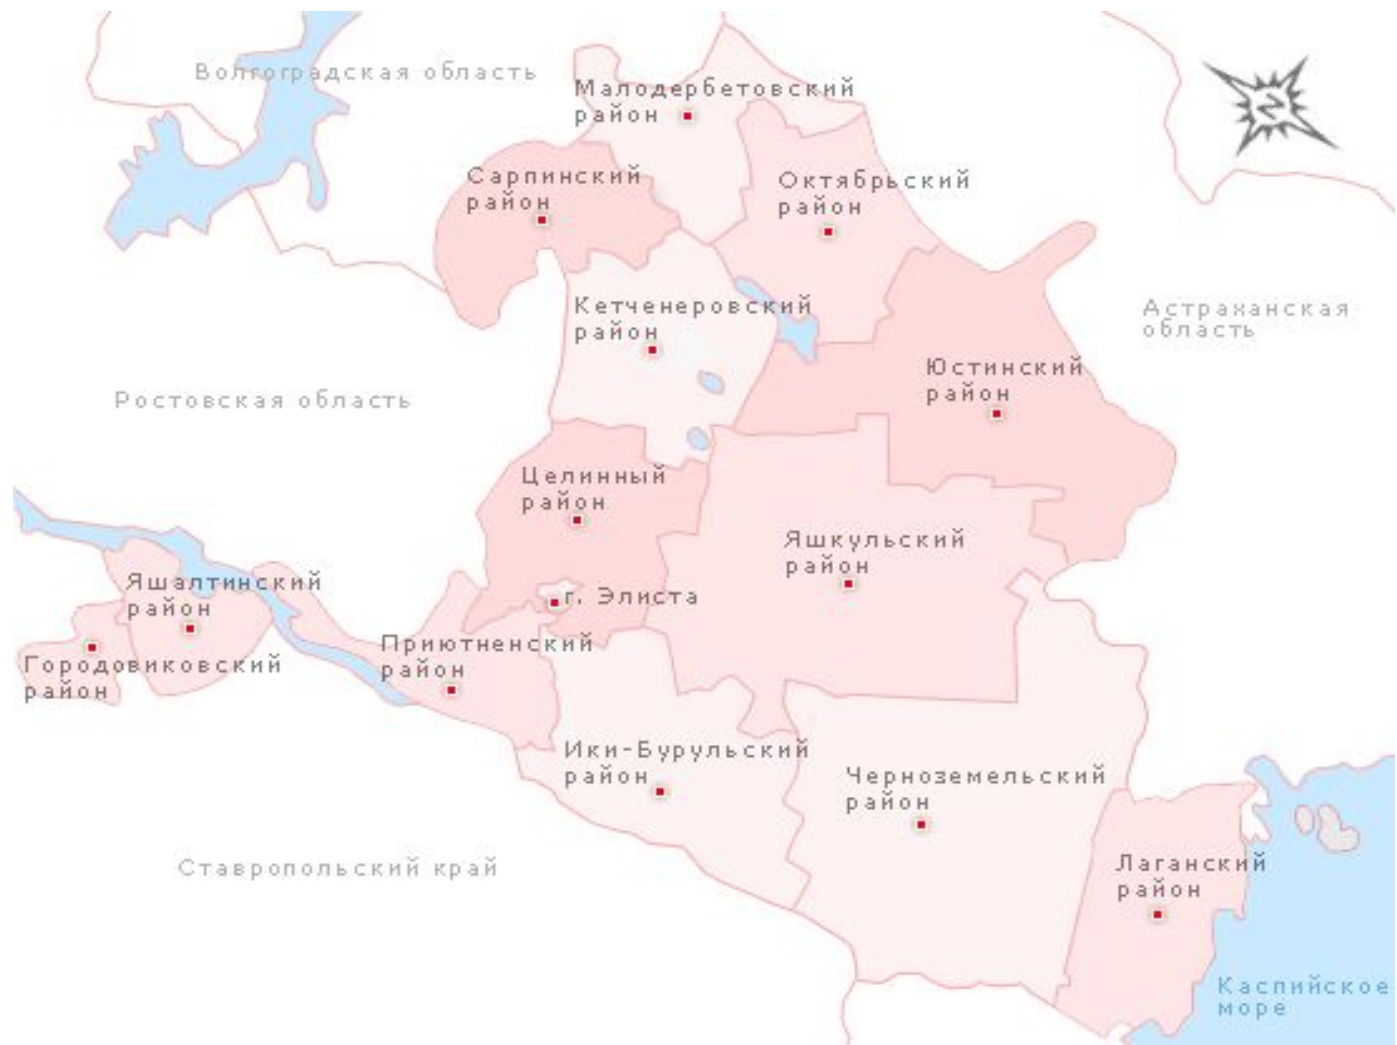 Волгоградская область
Малодербетовский
район
Сарпинский
район
Октябрьский
район
Кетченеровский
район
Астраханская
область
Юстинский
район
Ростовская область
Целинный
район
Яшкульский
район
Яшалтинский
район
г. Элиста
Приютненский
район
Городовиковский
район
Ики-Бурульский
район
Черноземельский
район
Лаганский
район
Ставропольский край
Каспийское
море